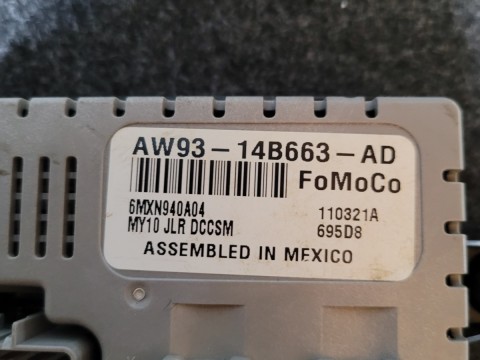 AW93-14B663-AD
FoMoCo
6MXN940A04
110321A
MY10 JLR DCCSM
695D8
ASSEMBLED IN MEXICO